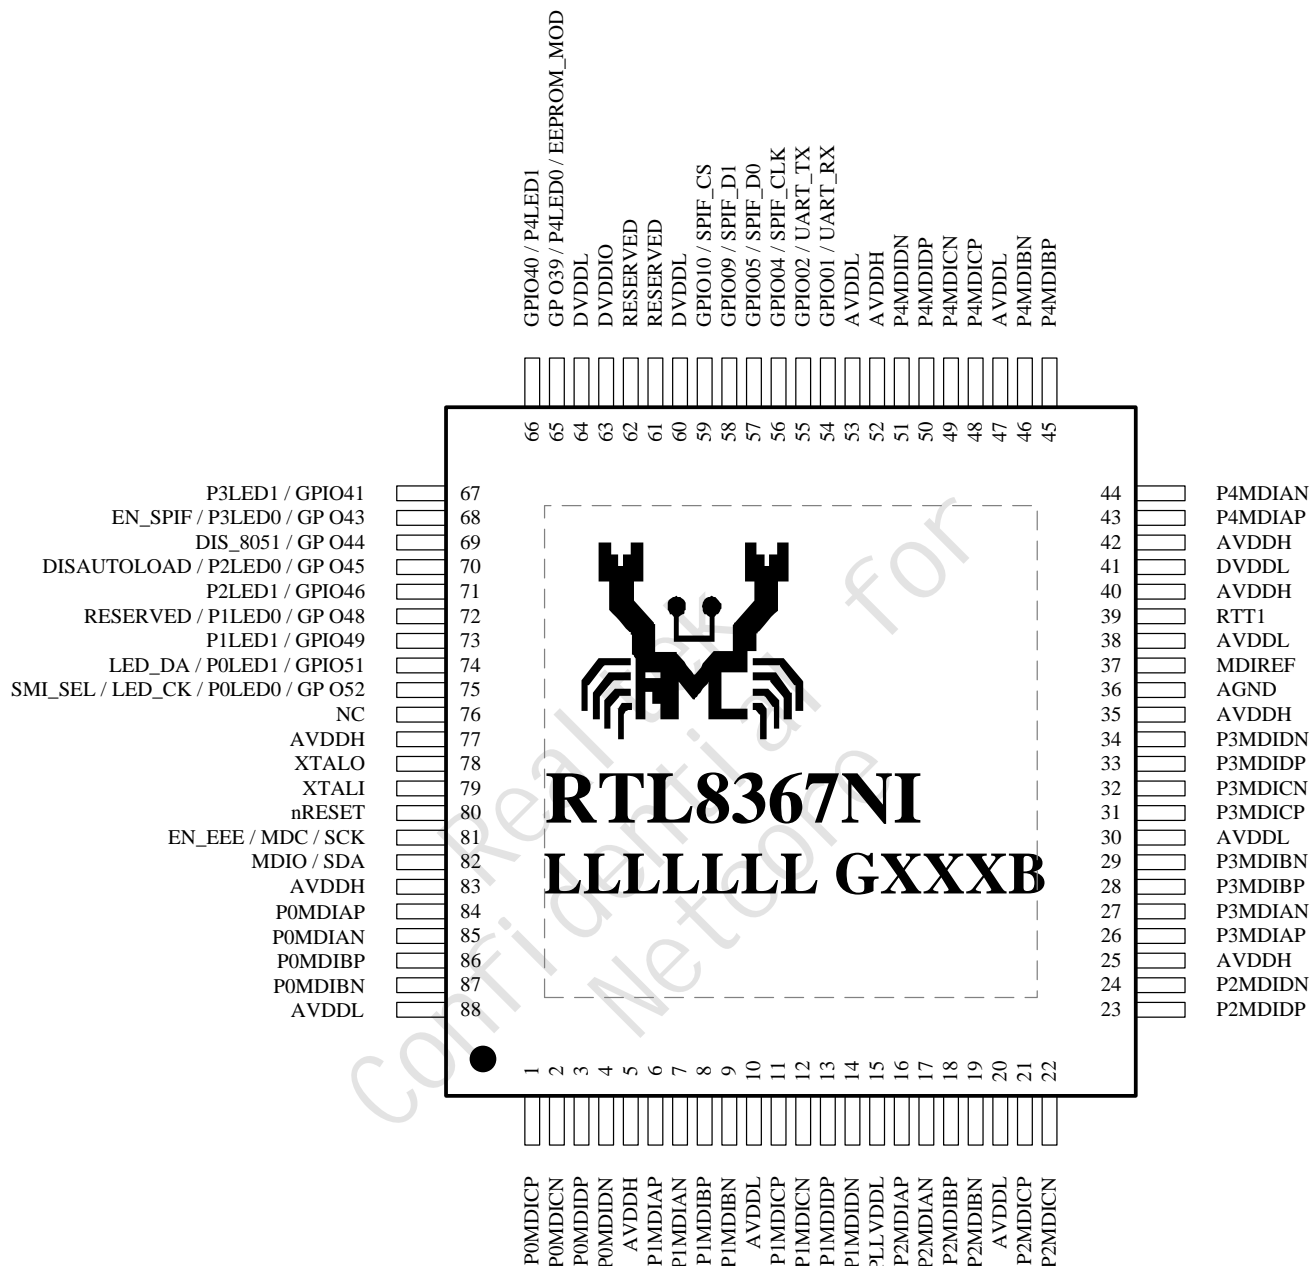 GPIO40 / P4LED1
GP O39 / P4LED0 / EEPROM_MOD
DVDDL
DVDDIO
RESERVED
RESERVED
DVDDL
GPIO10 / SPIF_CS
GPIO09 / SPIF_D1
GPIO05 / SPIF_D0
GPIO04 / SPIF_CLK
GPIO02 / UART_TX
GPIO01 / UART_RX
AVDDL
AVDDH
P4MDIDN
P4MDIDP
P4MDICN
P4MDICP
AVDDL
P4MDIBN
P4MDIBP
66 65 64 63 62 61 60 59 58 57 56 55 54 53 52 51 50 49 48 47 46 45
P3LED1 / GPIO41 67
EN_SPIF / P3LED0 / GP O43 68
DIS_8051 / GP O44 69
DISAUTOLOAD / P2LED0 / GP O45 70
P2LED1 / GPIO46 71
RESERVED / P1LED0 / GP O48 72
P1LED1 / GPIO49 73
LED_DA / P0LED1 / GPIO51 74
SMI_SEL / LED_CK / P0LED0 / GP O52 75
NC 76
AVDDH 77
XTALO 78
XTALI 79
nRESET 80
EN_EEE / MDC / SCK 81
MDIO / SDA 82
AVDDH 83
P0MDIAP 84
P0MDIAN 85
P0MDIBP 86
P0MDIBN 87
AVDDL 88
RTL8367NI
LLLLLLL GXXXB
Realtek
Confidential for
Netcore
44 P4MDIAN
43 P4MDIAP
42 AVDDH
41 DVDDL
40 AVDDH
39 RTT1
38 AVDDL
37 MDIREF
36 AGND
35 AVDDH
34 P3MDIDN
33 P3MDIDP
32 P3MDICN
31 P3MDICP
30 AVDDL
29 P3MDIBN
28 P3MDIBP
27 P3MDIAN
26 P3MDIAP
25 AVDDH
24 P2MDIDN
23 P2MDIDP
1 2 3 4 5 6 7 8 9 10 11 12 13 14 15 16 17 18 19 20 21 22
P0MDICP
P0MDICN
P0MDIDP
P0MDIDN
AVDDH
P1MDIAP
P1MDIAN
P1MDIBP
P1MDIBN
AVDDL
P1MDICP
P1MDICN
P1MDIDP
P1MDIDN
PLLVDDL
P2MDIAP
P2MDIAN
P2MDIBP
P2MDIBN
AVDDL
P2MDICP
P2MDICN